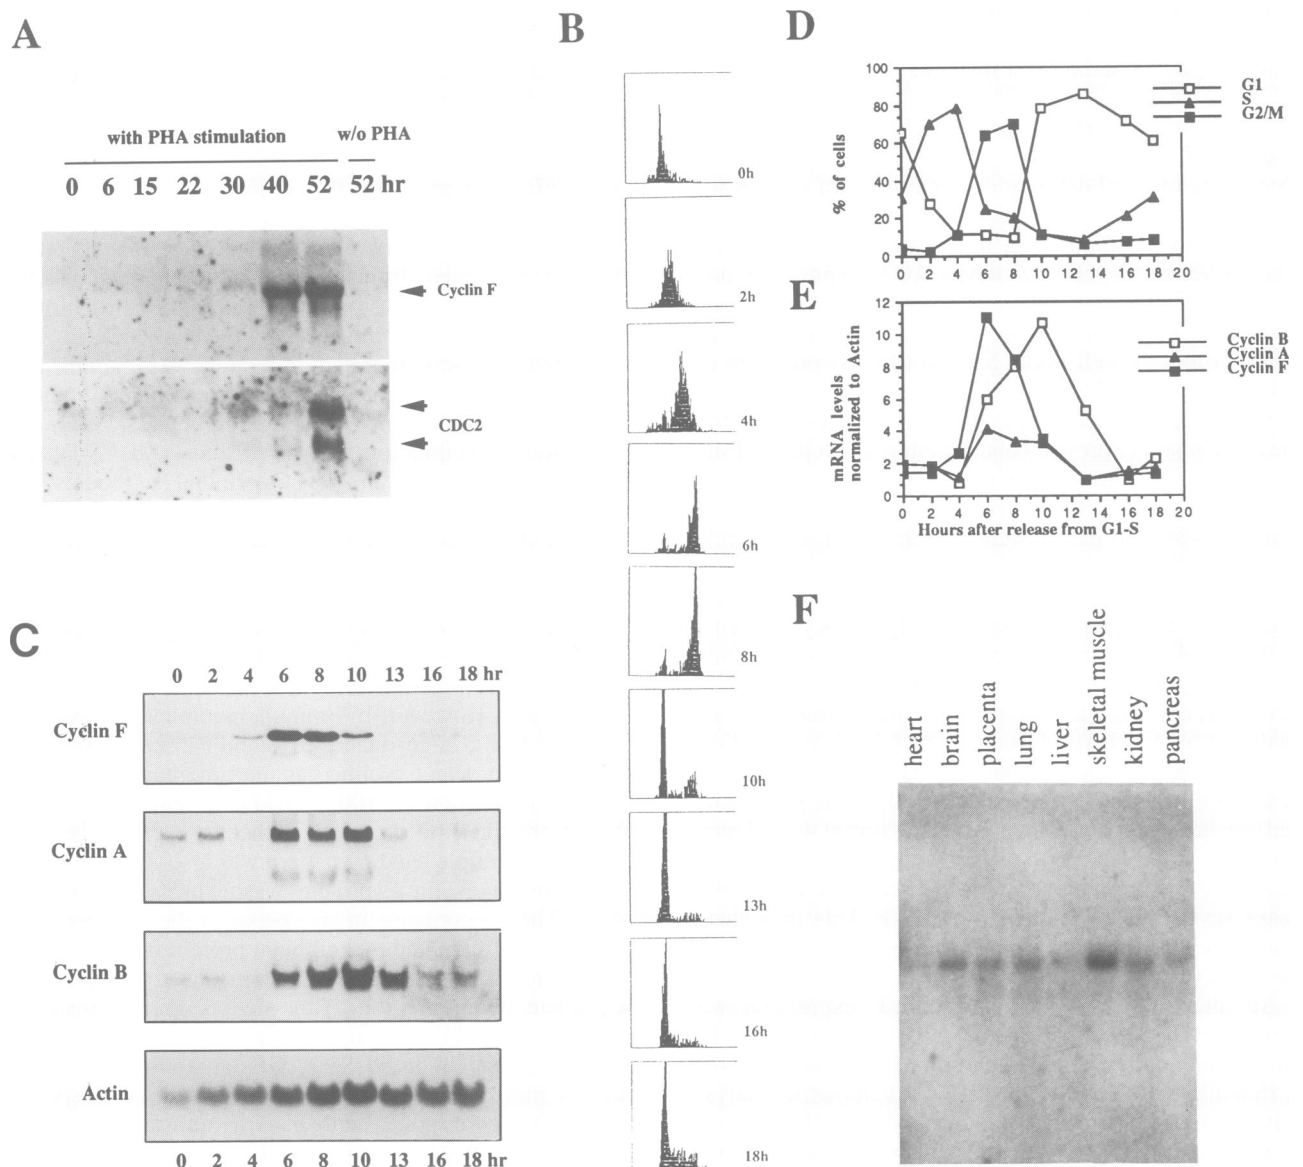 A
with PHA stimulation w/o PHA
0 6 15 22 30 40 52 52 hr
Cyclin F
CDC2
B
0h
2h
4h
6h
8h
10h
13h
16h
18h
C
0 2 4 6 8 10 13 16 18 hr
Cyclin F
Cyclin A
Cyclin B
Actin
0 2 4 6 8 10 13 16 18 hr
D
% of cells
100
80
60
40
20
0
0 2 4 6 8 10 12 14 16 18 20
G1
S
G2/M
E
mRNA levels
normalized to Actin
12
10
8
6
4
2
0
0 2 4 6 8 10 12 14 16 18 20
Hours after release from G1-S
Cyclin B
Cyclin A
Cyclin F
F
heart
brain
placenta
lung
liver
skeletal muscle
kidney
pancreas